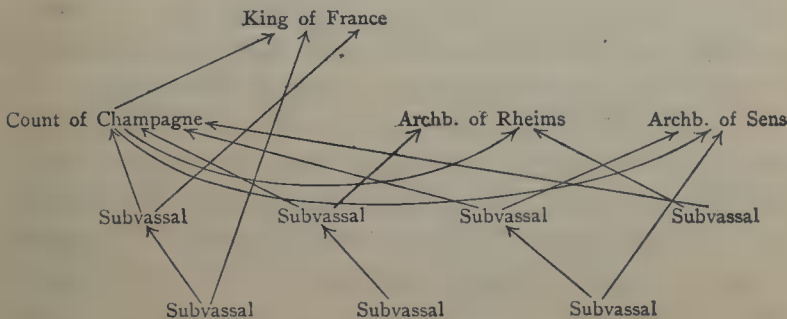 King of France
Count of Champagne Archb. of Rheims Archb. of Sens
Subvassal Subvassal Subvassal Subvassal
Subvassal Subvassal Subvassal